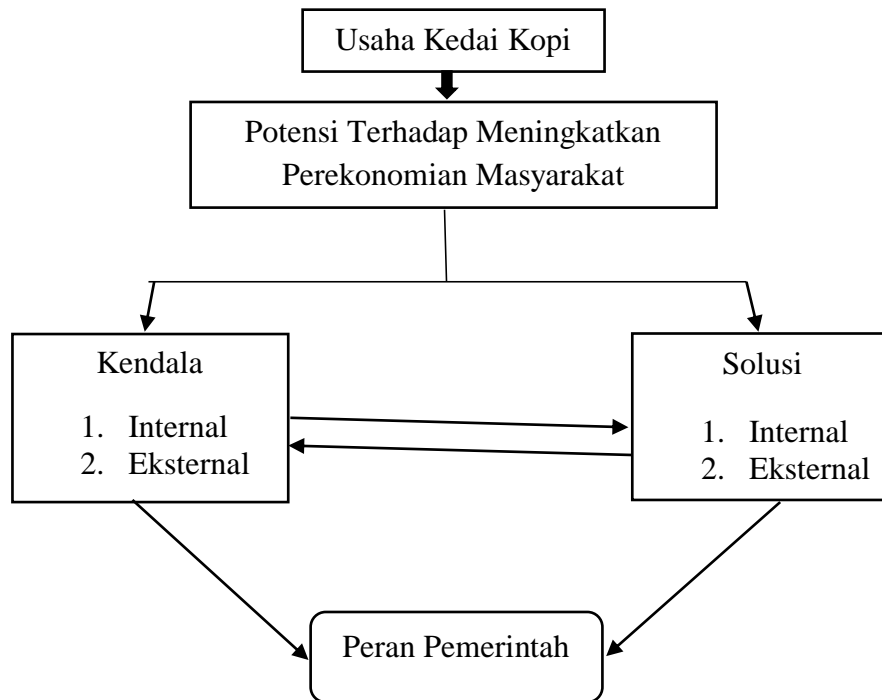 Usaha Kedai Kopi
Potensi Terhadap Meningkatkan
Perekonomian Masyarakat
Kendala
1. Internal
2. Eksternal
Solusi
1. Internal
2. Eksternal
Peran Pemerintah